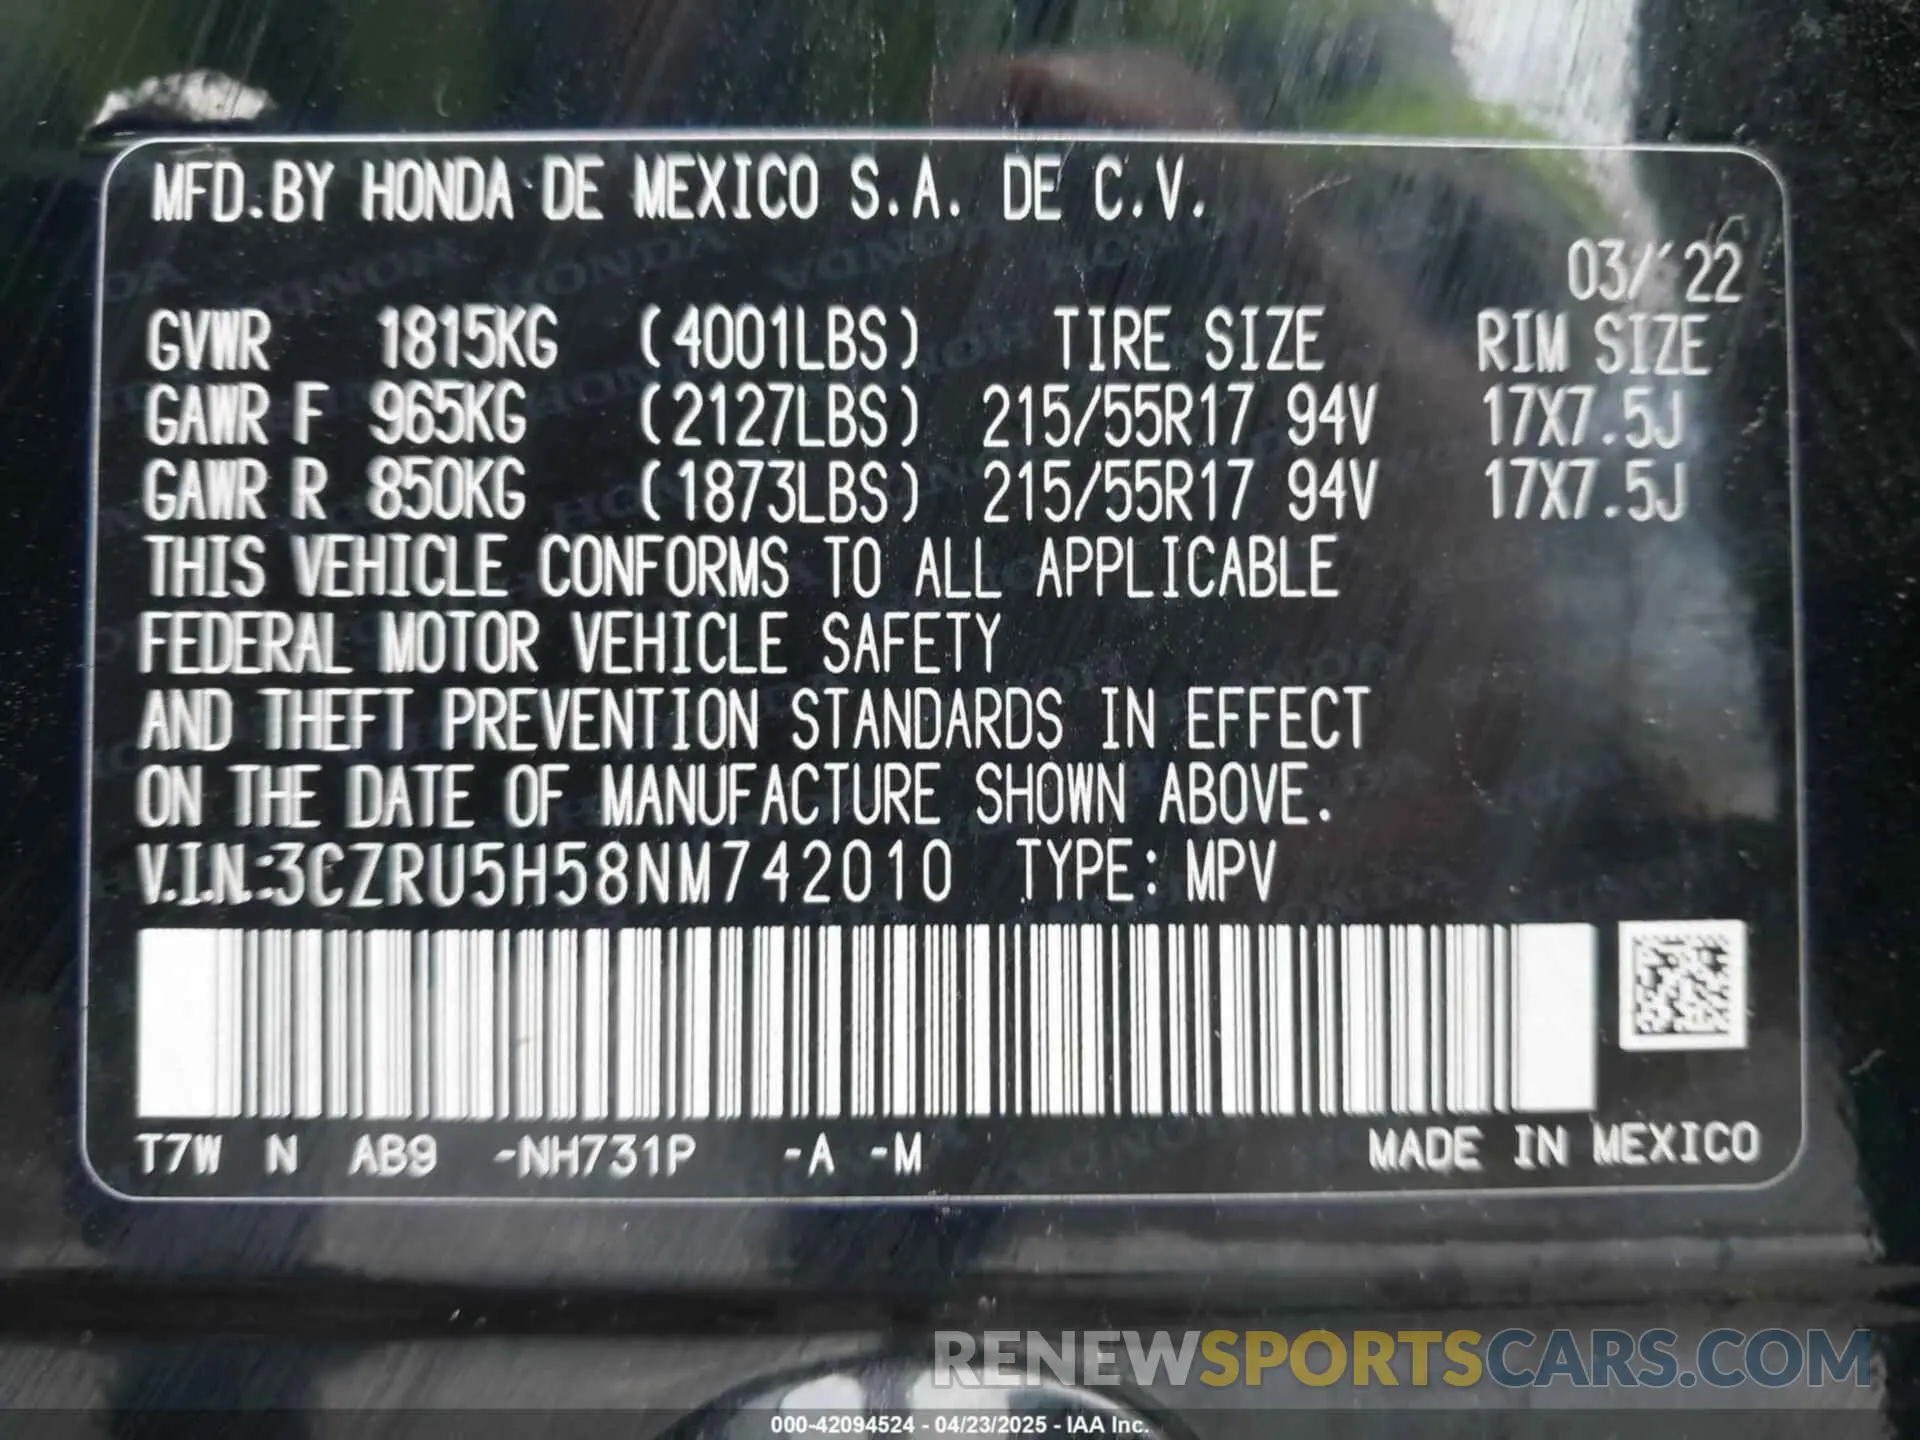 MFD. BY HONDA DE MEXICO S.A. DE C.V.
03/'22
GVWR 1815KG (4001LBS) TIRE SIZE RIM SIZE
GAWR F 965KG (2127LBS) 215/55R17 94V 17X7.5J
GAWR R 850KG (1873LBS) 215/55R17 94V 17X7.5J
THIS VEHICLE CONFORMS TO ALL APPLICABLE
FEDERAL MOTOR VEHICLE SAFETY
AND THEFT PREVENTION STANDARDS IN EFFECT
ON THE DATE OF MANUFACTURE SHOWN ABOVE.
V.I.N.:3CZRU5H58NM742010 TYPE: MPV
T7W N AB9 -NH731P -A -M MADE IN MEXICO
RENEWSPORTSCARS.COM
000-42094524 - 04/23/2025 - IAA Inc.